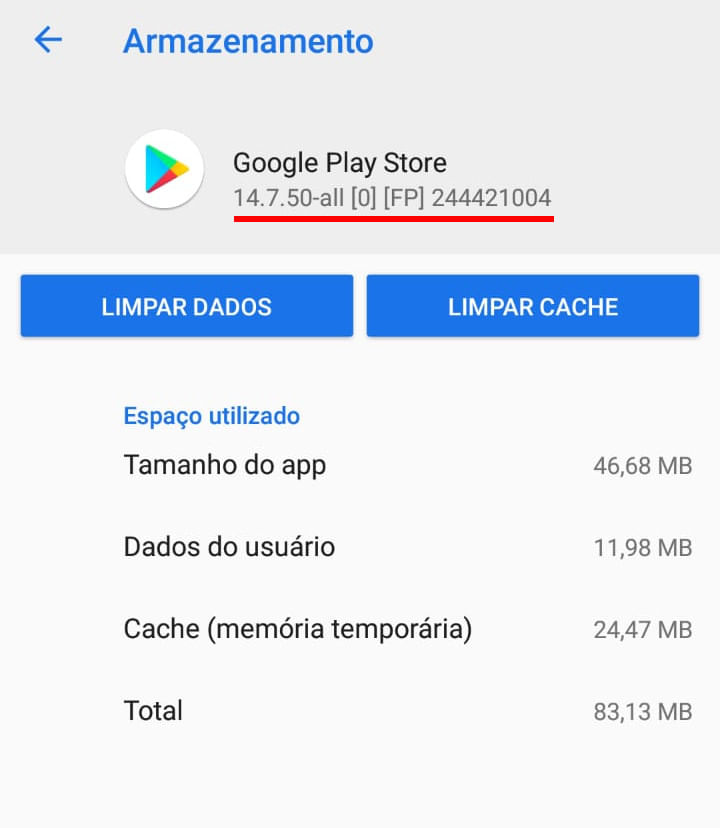 Armazenamento
Google Play Store
14.7.50-all [0] [FP] 244421004
LIMPAR DADOS
LIMPAR CACHE
Espaço utilizado
Tamanho do app 46,68 MB
Dados do usuário 11,98 MB
Cache (memória temporária) 24,47 MB
Total 83,13 MB